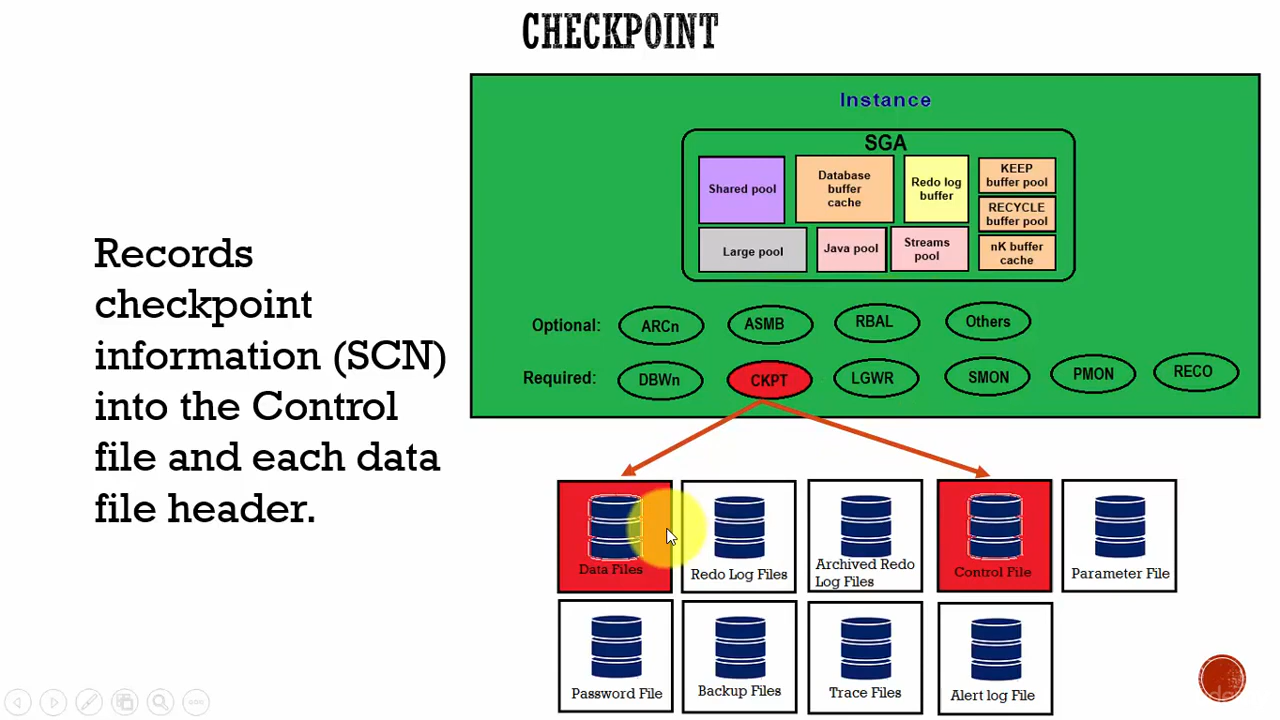 CHECKPOINT
Records
checkpoint
information (SCN)
into the Control
file and each data
file header.
Instance
SGA
Shared pool
Database
buffer
cache
Redo log
buffer
KEEP
buffer pool
RECYCLE
buffer pool
Large pool
Java pool
Streams
pool
nK buffer
cache
Optional:
ARCn
ASMB
RBAL
Others
Required:
DBWn
CKPT
LGWR
SMON
PMON
RECO
Data Files
Redo Log Files
Archived Redo
Log Files
Control File
Parameter File
Password File
Backup Files
Trace Files
Alert log File